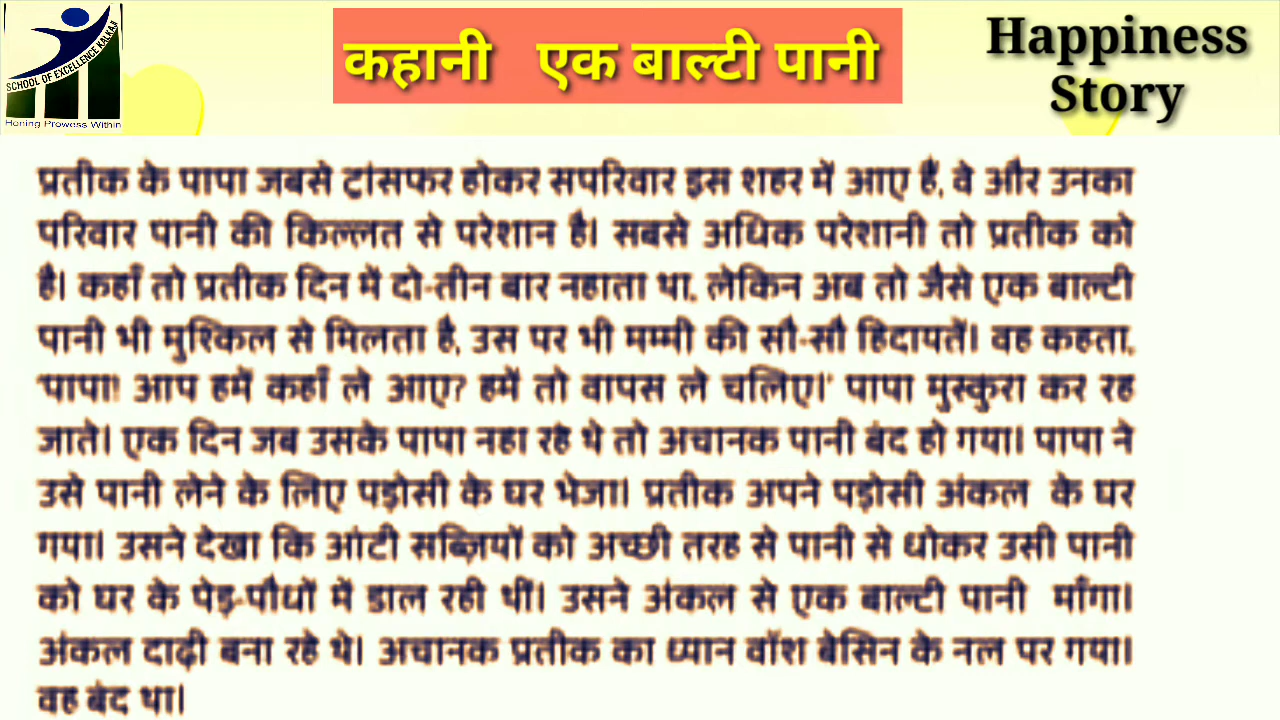 SCHOOL OF EXCELLENCE KALKAJI
Honing Prowess Within
कहानी एक बाल्टी पानी
Happiness
Story
प्रतीक के पापा जबसे ट्रांसफर होकर सपरिवार इस शहर में आए हैं, वे और उनका
परिवार पानी की किल्लत से परेशान है। सबसे अधिक परेशानी तो प्रतीक को
है। कहाँ तो प्रतीक दिन में दो-तीन बार नहाता था, लेकिन अब तो जैसे एक बाल्टी
पानी भी मुश्किल से मिलता है, उस पर भी मम्मी की सौ-सौ हिदायतें। वह कहता,
'पापा! आप हमें कहाँ ले आए? हमें तो वापस ले चलिए।' पापा मुस्कुरा कर रह
जाते। एक दिन जब उसके पापा नहा रहे थे तो अचानक पानी बंद हो गया। पापा ने
उसे पानी लेने के लिए पड़ोसी के घर भेजा। प्रतीक अपने पड़ोसी अंकल के घर
गया। उसने देखा कि आंटी सब्ज़ियों को अच्छी तरह से पानी से धोकर उसी पानी
को घर के पेड़-पौधों में डाल रही थीं। उसने अंकल से एक बाल्टी पानी माँगा।
अंकल दाढ़ी बना रहे थे। अचानक प्रतीक का ध्यान वॉश बेसिन के नल पर गया।
वह बंद था।